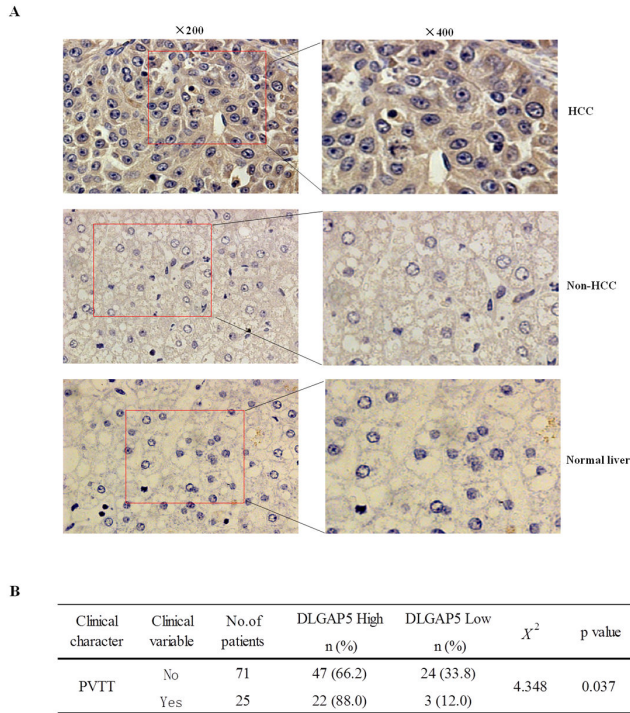 A
×200 ×400
HCC
Non-HCC
Normal liver
B
Clinical character Clinical variable No.of patients DLGAP5 High n (%) DLGAP5 Low n (%) X² p value
PVTT No 71 47 (66.2) 24 (33.8) 4.348 0.037
Yes 25 22 (88.0) 3 (12.0)